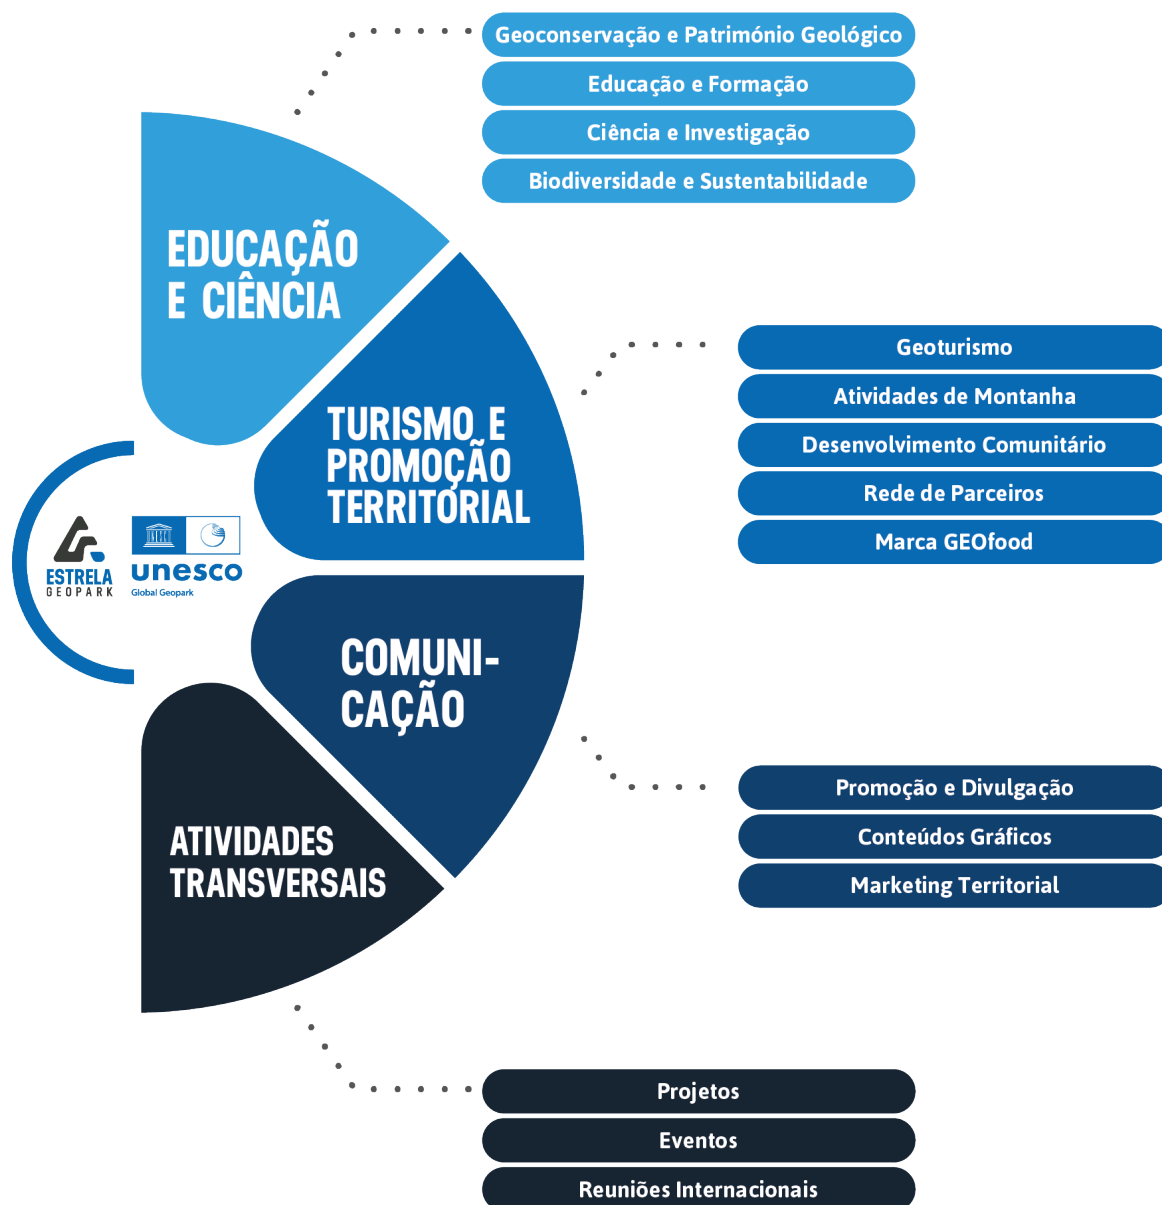 Geoconservação e Património Geológico
Educação e Formação
Ciência e Investigação
Biodiversidade e Sustentabilidade
EDUCAÇÃO
E CIÊNCIA
Geoturismo
Atividades de Montanha
Desenvolvimento Comunitário
Rede de Parceiros
Marca GEOfood
TURISMO E
PROMOÇÃO
TERRITORIAL
ESTRELA
GEOPARK
unesco
Global Geopark
COMUNI-
CAÇÃO
Promoção e Divulgação
Conteúdos Gráficos
Marketing Territorial
ATIVIDADES
TRANSVERSAIS
Projetos
Eventos
Reuniões Internacionais